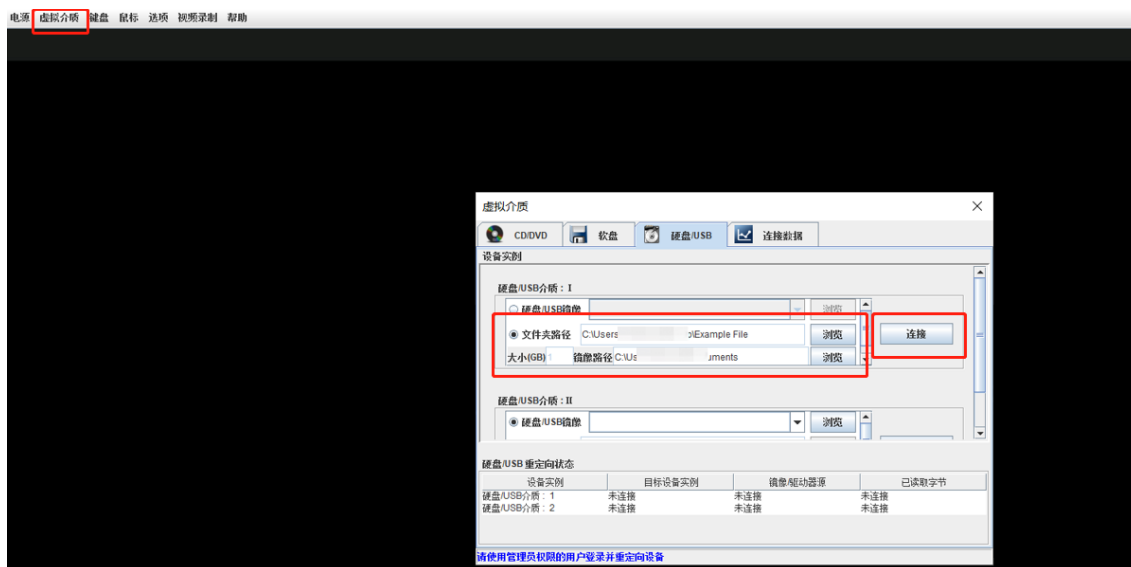 电源 虚拟介质 键盘 鼠标 选项 视频录制 帮助
虚拟介质
CD/DVD 软盘 硬盘/USB 连接数据
设备实例
硬盘/USB介质：I
硬盘/USB镜像 浏览
文件夹路径 C:\Users \Example File 浏览 连接
大小(GB) 1 镜像路径 C:\Us uments 浏览
硬盘/USB介质：II
硬盘/USB镜像 浏览
硬盘/USB 重定向状态
设备实例 目标设备实例 镜像/驱动器源 已读取字节
硬盘/USB介质：1 未连接 未连接 未连接
硬盘/USB介质：2 未连接 未连接 未连接
请使用管理员权限的用户登录并重定向设备